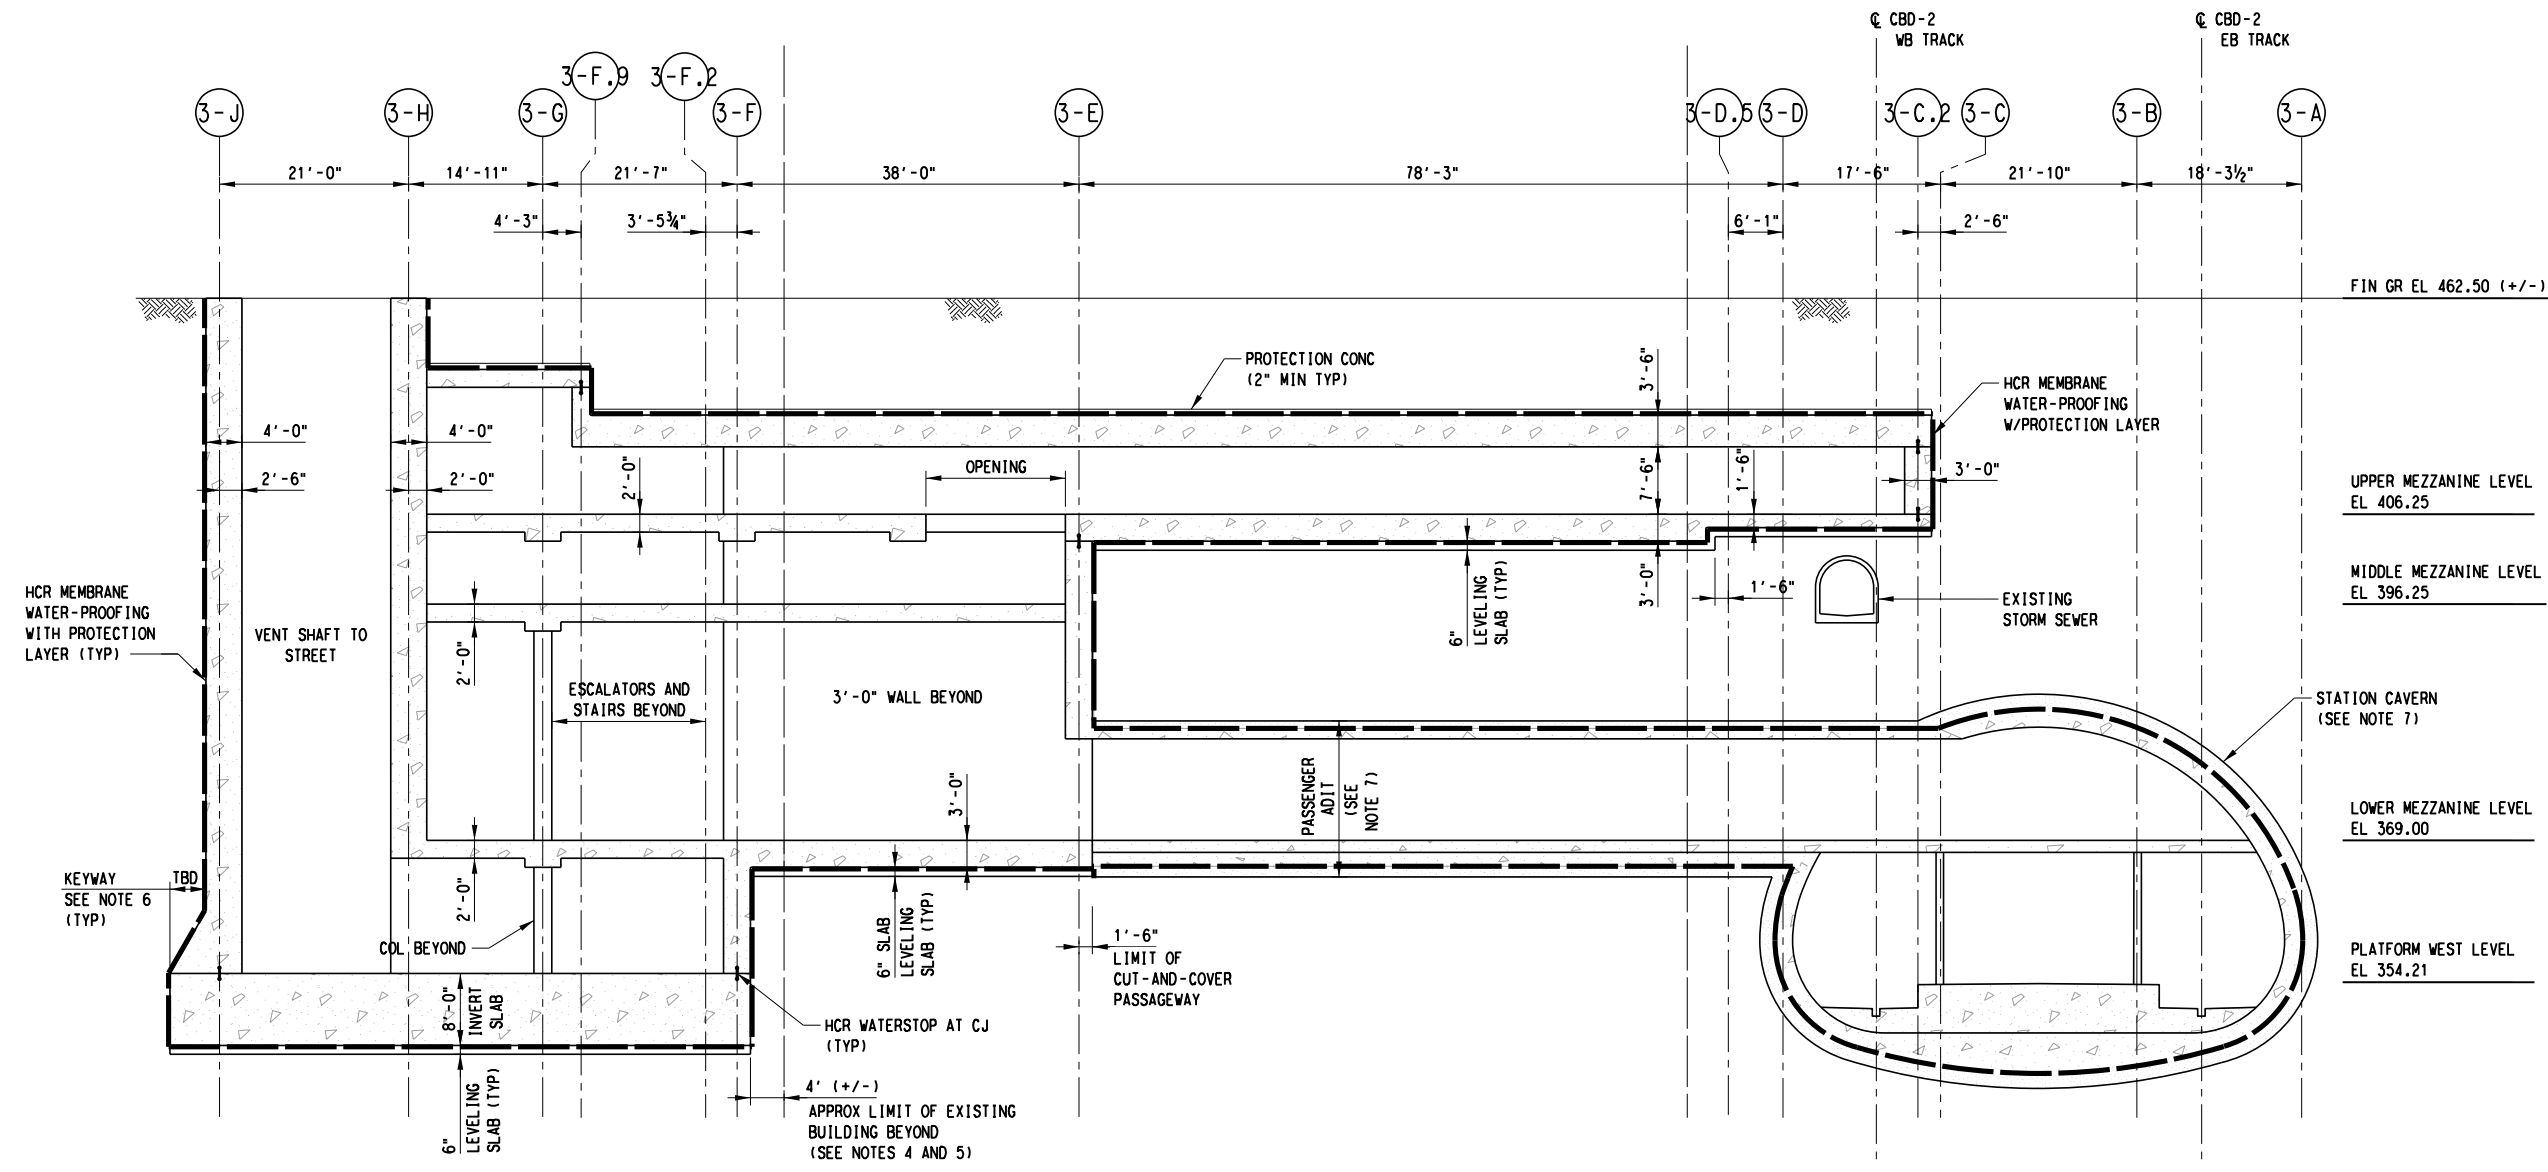 ℄ CBD-2
WB TRACK
℄ CBD-2
EB TRACK
3-J
3-H
3-G
3-F.9
3-F.2
3-F
3-E
3-D.5
3-D
3-C.2
3-C
3-B
3-A
21'-0"
14'-11"
21'-7"
38'-0"
78'-3"
17'-6"
21'-10"
18'-3½"
4'-3"
3'-5¾"
6'-1"
2'-6"
FIN GR EL 462.50 (+/-)
PROTECTION CONC
(2" MIN TYP)
3'-6"
HCR MEMBRANE
WATER-PROOFING
W/PROTECTION LAYER
4'-0"
4'-0"
2'-6"
2'-0"
2'-0"
OPENING
7'-6"
1'-6"
3'-0"
UPPER MEZZANINE LEVEL
EL 406.25
MIDDLE MEZZANINE LEVEL
EL 396.25
HCR MEMBRANE
WATER-PROOFING
WITH PROTECTION
LAYER (TYP)
VENT SHAFT TO
STREET
2'-0"
ESCALATORS AND
STAIRS BEYOND
3'-0" WALL BEYOND
6"
LEVELING
SLAB (TYP)
3'-0"
1'-6"
EXISTING
STORM SEWER
STATION CAVERN
(SEE NOTE 7)
PASSENGER
ADIT
(SEE
NOTE 7)
3'-0"
LOWER MEZZANINE LEVEL
EL 369.00
KEYWAY
SEE NOTE 6
(TYP)
TBD
2'-0"
COL BEYOND
6" SLAB
LEVELING
SLAB (TYP)
1'-6"
LIMIT OF
CUT-AND-COVER
PASSAGEWAY
PLATFORM WEST LEVEL
EL 354.21
8'-0"
INVERT
SLAB
HCR WATERSTOP AT CJ
(TYP)
6"
LEVELING
SLAB (TYP)
4' (+/-)
APPROX LIMIT OF EXISTING
BUILDING BEYOND
(SEE NOTES 4 AND 5)